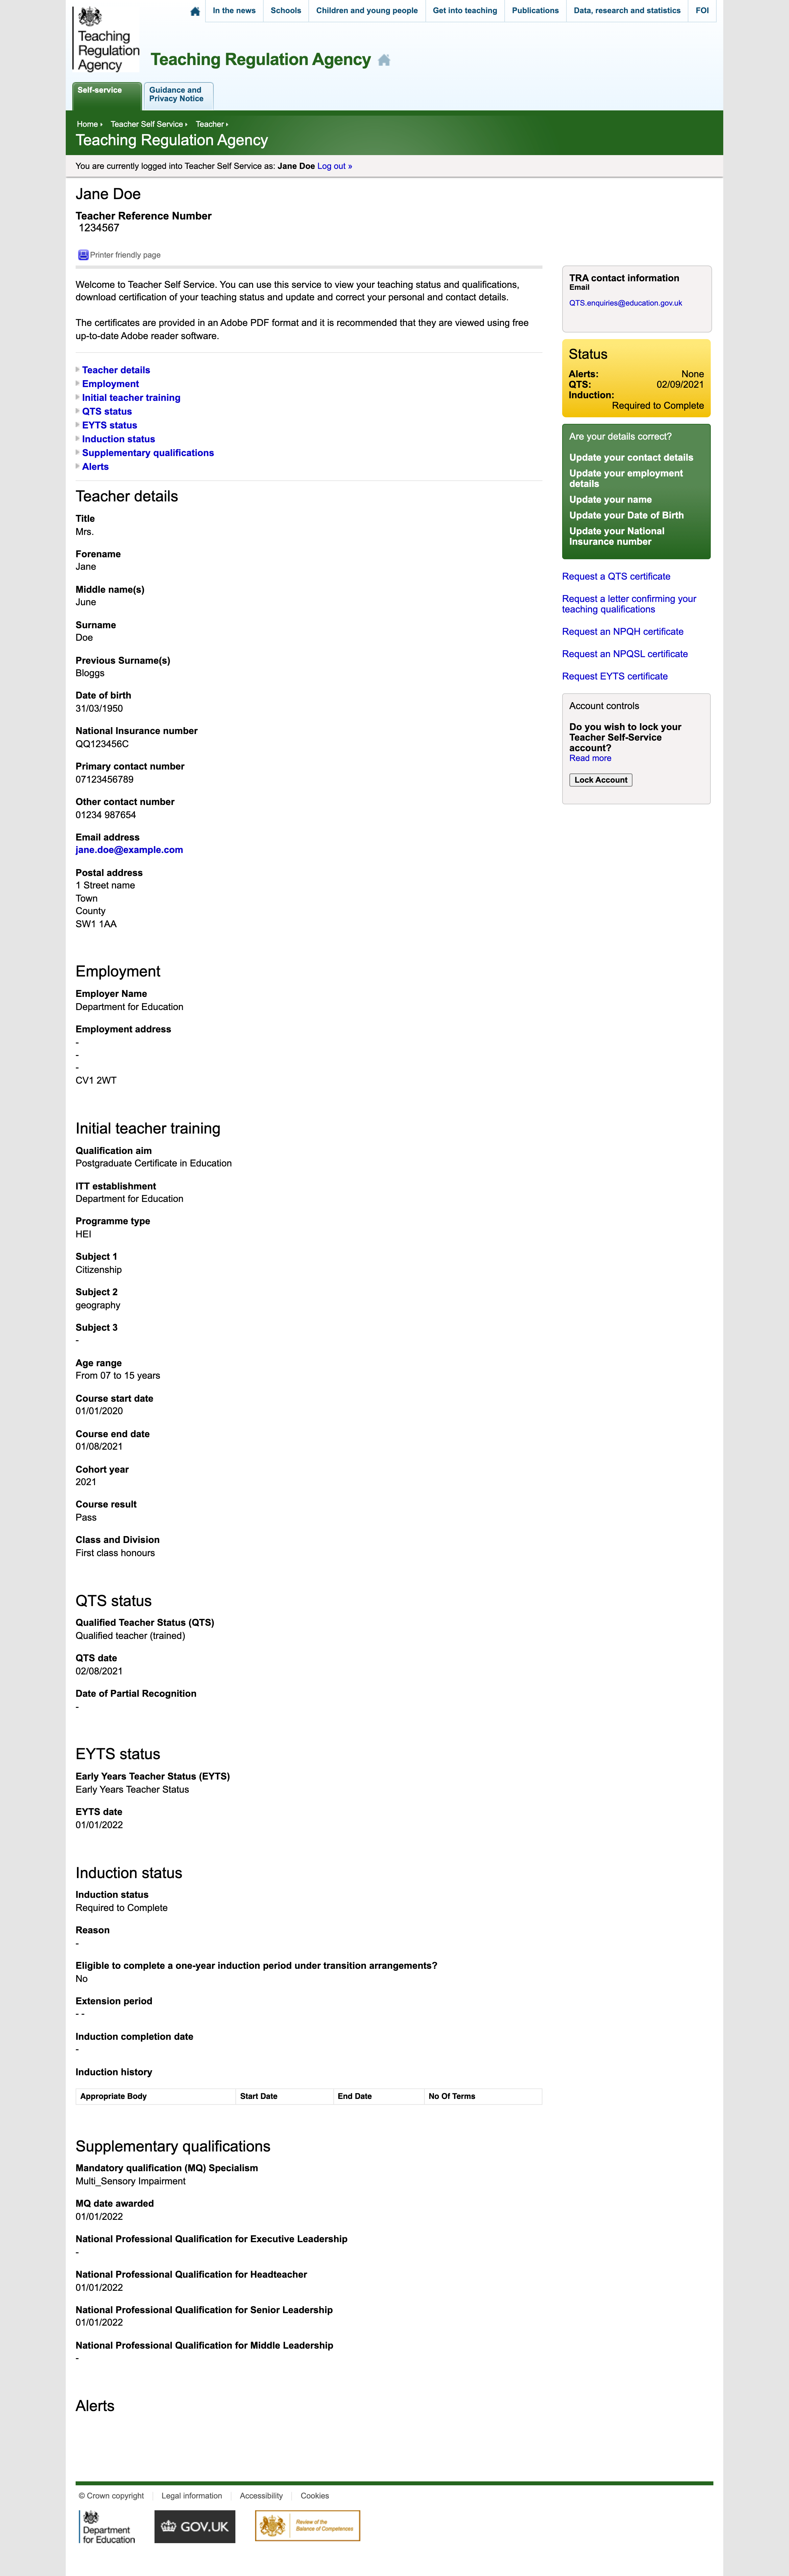 Teaching
Regulation
Agency
In the news
Schools
Children and young people
Get into teaching
Publications
Data, research and statistics
FOI
Teaching Regulation Agency
Self-service
Guidance and
Privacy Notice
Home
Teacher Self Service
Teacher
Teaching Regulation Agency
You are currently logged into Teacher Self Service as: Jane Doe Log out »
Jane Doe
Teacher Reference Number
1234567
Printer friendly page
Welcome to Teacher Self Service. You can use this service to view your teaching status and qualifications,
download certification of your teaching status and update and correct your personal and contact details.
The certificates are provided in an Adobe PDF format and it is recommended that they are viewed using free
up-to-date Adobe reader software.
Teacher details
Employment
Initial teacher training
QTS status
EYTS status
Induction status
Supplementary qualifications
Alerts
Teacher details
Title
Mrs.
Forename
Jane
Middle name(s)
June
Surname
Doe
Previous Surname(s)
Bloggs
Date of birth
31/03/1950
National Insurance number
QQ123456C
Primary contact number
07123456789
Other contact number
01234 987654
Email address
jane.doe@example.com
Postal address
1 Street name
Town
County
SW1 1AA
Employment
Employer Name
Department for Education
Employment address
-
-
-
CV1 2WT
Initial teacher training
Qualification aim
Postgraduate Certificate in Education
ITT establishment
Department for Education
Programme type
HEI
Subject 1
Citizenship
Subject 2
geography
Subject 3
-
Age range
From 07 to 15 years
Course start date
01/01/2020
Course end date
01/08/2021
Cohort year
2021
Course result
Pass
Class and Division
First class honours
QTS status
Qualified Teacher Status (QTS)
Qualified teacher (trained)
QTS date
02/08/2021
Date of Partial Recognition
-
EYTS status
Early Years Teacher Status (EYTS)
Early Years Teacher Status
EYTS date
01/01/2022
Induction status
Induction status
Required to Complete
Reason
-
Eligible to complete a one-year induction period under transition arrangements?
No
Extension period
- -
Induction completion date
-
Induction history
Appropriate Body Start Date End Date No Of Terms
Supplementary qualifications
Mandatory qualification (MQ) Specialism
Multi_Sensory Impairment
MQ date awarded
01/01/2022
National Professional Qualification for Executive Leadership
-
National Professional Qualification for Headteacher
01/01/2022
National Professional Qualification for Senior Leadership
01/01/2022
National Professional Qualification for Middle Leadership
-
Alerts
TRA contact information
Email
QTS.enquiries@education.gov.uk
Status
Alerts: None
QTS: 02/09/2021
Induction:
Required to Complete
Are your details correct?
Update your contact details
Update your employment
details
Update your name
Update your Date of Birth
Update your National
Insurance number
Request a QTS certificate
Request a letter confirming your
teaching qualifications
Request an NPQH certificate
Request an NPQSL certificate
Request EYTS certificate
Account controls
Do you wish to lock your
Teacher Self-Service
account?
Read more
Lock Account
© Crown copyright
Legal information
Accessibility
Cookies
Department
for Education
GOV.UK
Review of the
Balance of Competences